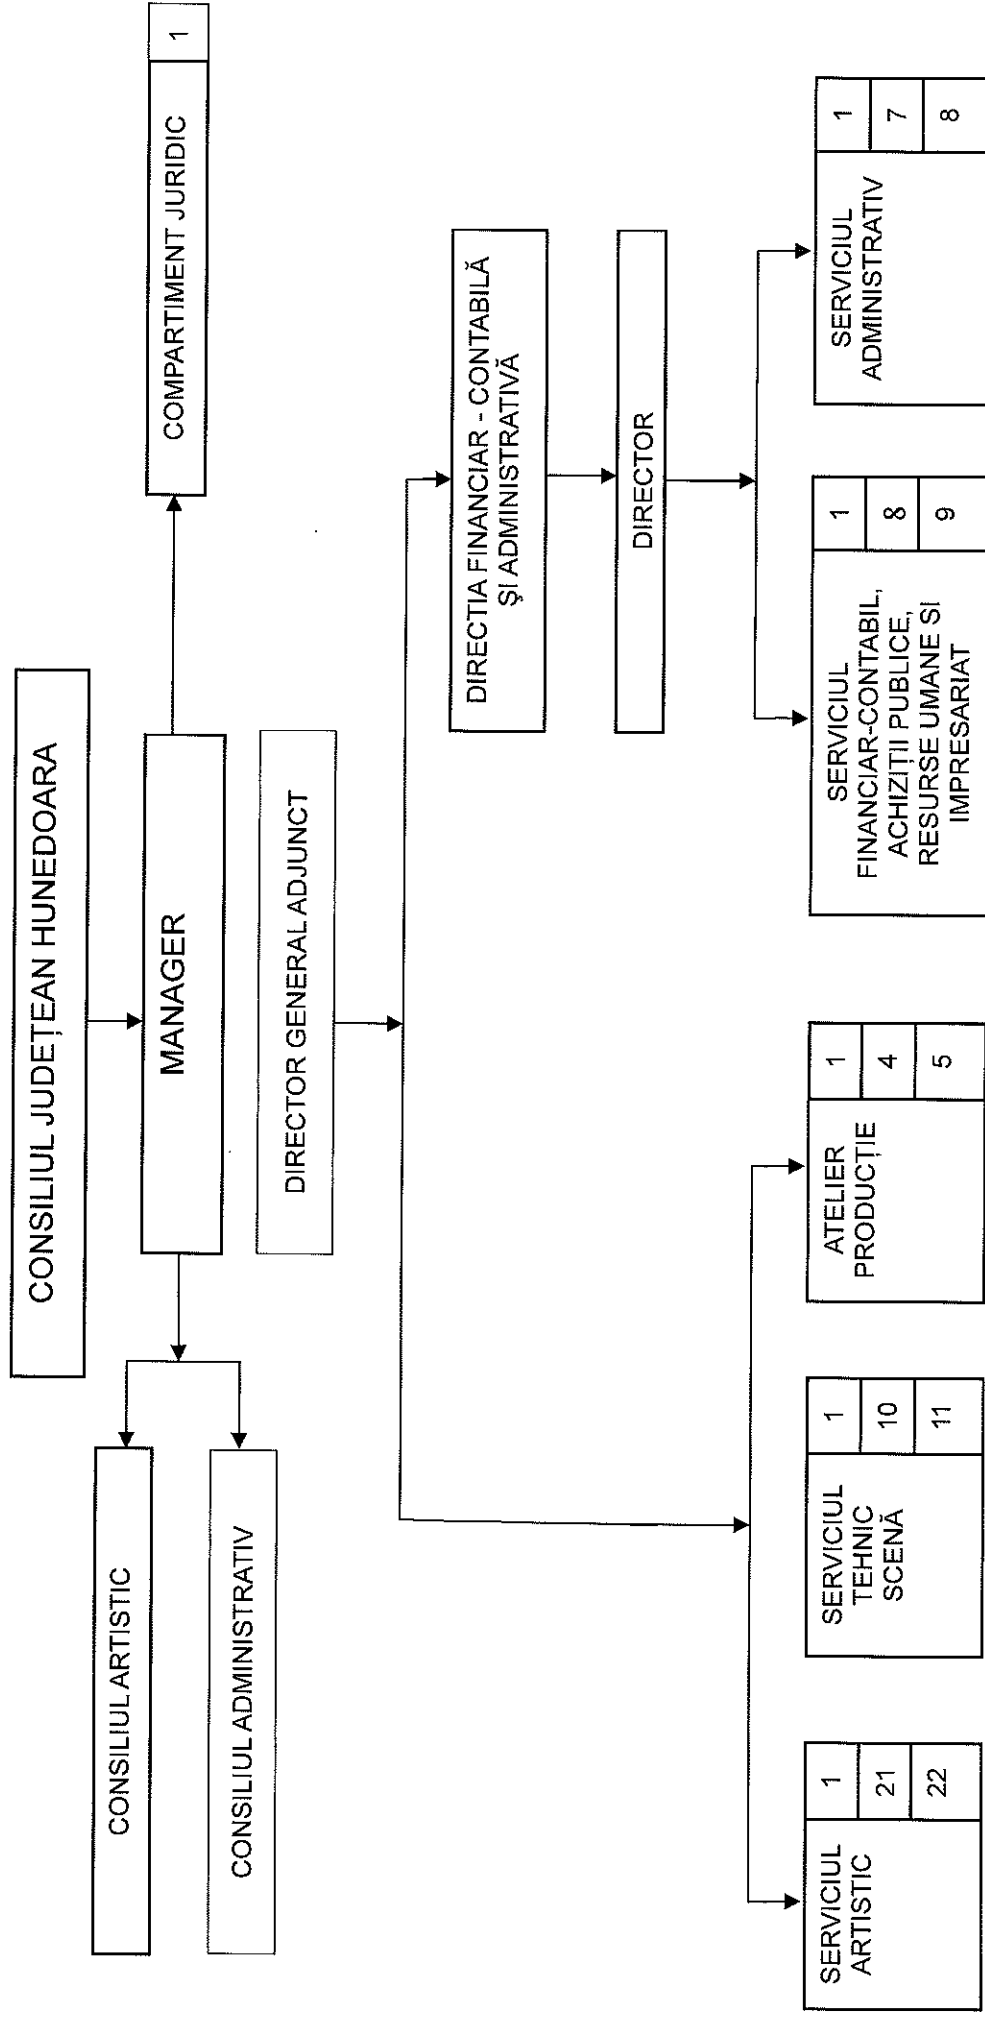 CONSILIUL JUDEȚEAN HUNEDOARA
MANAGER
COMPARTIMENT JURIDIC
1
CONSILIUL ARTISTIC
CONSILIUL ADMINISTRATIV
DIRECTOR GENERAL ADJUNCT
DIRECTIA FINANCIAR - CONTABILĂ
ŞI ADMINISTRATIVĂ
DIRECTOR
SERVICIUL
ARTISTIC
1
21
22
SERVICIUL
TEHNIC
SCENĂ
1
10
11
ATELIER
PRODUCȚIE
1
4
5
SERVICIUL
FINANCIAR-CONTABIL,
ACHIZIȚII PUBLICE,
RESURSE UMANE SI
IMPRESARIAT
1
8
9
SERVICIUL
ADMINISTRATIV
1
7
8